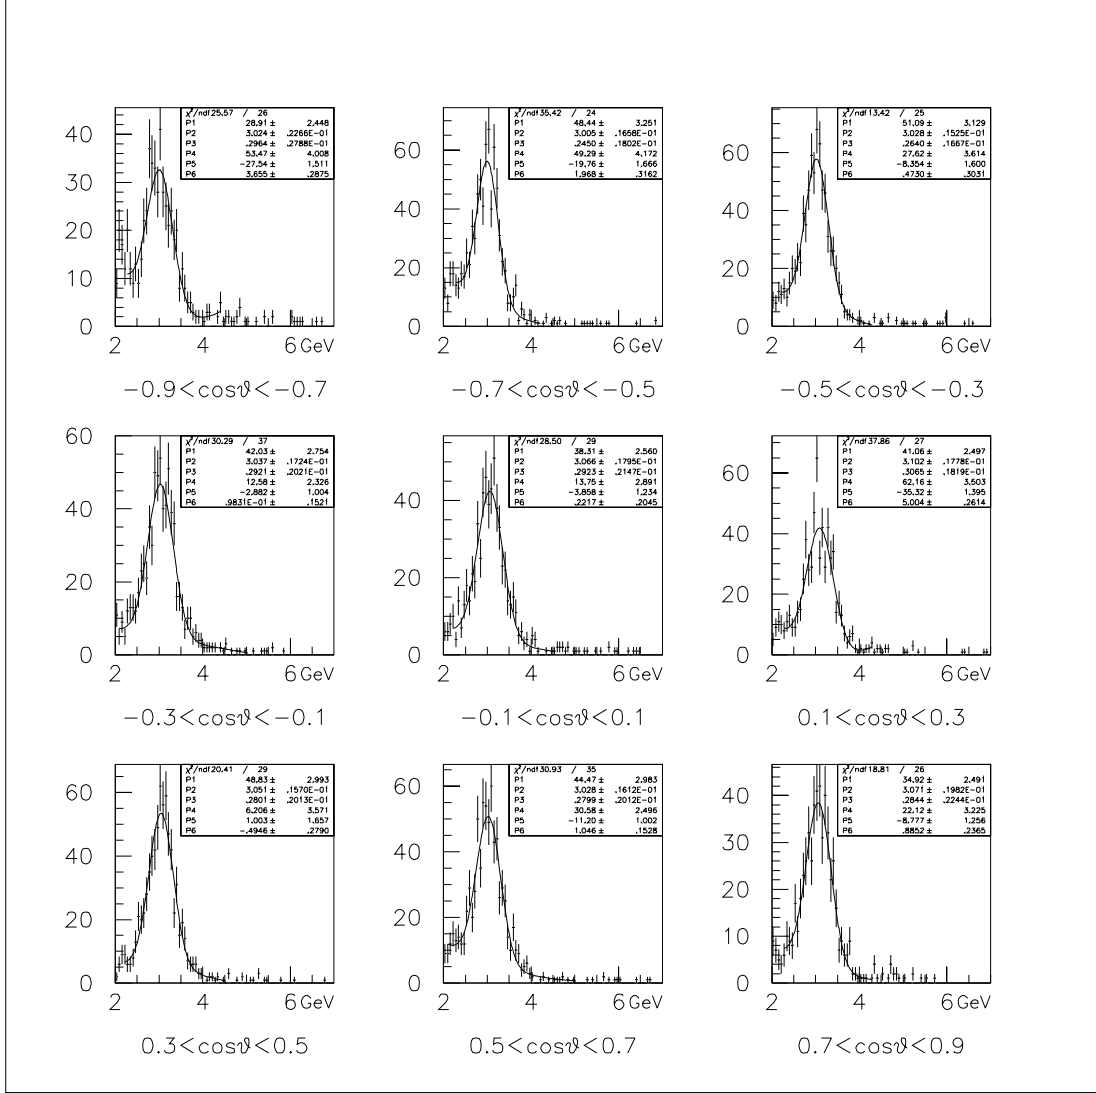 χ²/ndf 25.57 / 26
P1 28.91 ± 2.448
P2 3.024 ± .2266E-01
P3 .2964 ± .2788E-01
P4 53.47 ± 4.008
P5 -27.54 ± 1.511
P6 3.655 ± .2875
40
30
20
10
0
2 4 6 GeV
−0.9<cosϑ<−0.7
χ²/ndf 35.42 / 24
P1 48.44 ± 3.251
P2 3.005 ± .1658E-01
P3 .2450 ± .1802E-01
P4 49.29 ± 4.172
P5 -19.76 ± 1.666
P6 1.968 ± .3162
60
40
20
0
2 4 6 GeV
−0.7<cosϑ<−0.5
χ²/ndf 13.42 / 25
P1 51.09 ± 3.129
P2 3.028 ± .1525E-01
P3 .2640 ± .1667E-01
P4 27.62 ± 3.614
P5 -8.354 ± 1.600
P6 .4730 ± .3031
60
40
20
0
2 4 6 GeV
−0.5<cosϑ<−0.3
χ²/ndf 30.29 / 37
P1 42.03 ± 2.754
P2 3.037 ± .1724E-01
P3 .2921 ± .2021E-01
P4 12.58 ± 2.326
P5 -2.882 ± 1.004
P6 .9831E-01 ± .1521
60
40
20
0
2 4 6 GeV
−0.3<cosϑ<−0.1
χ²/ndf 28.50 / 29
P1 38.31 ± 2.560
P2 3.066 ± .1795E-01
P3 .2923 ± .2147E-01
P4 13.75 ± 2.891
P5 -3.858 ± 1.234
P6 .2217 ± .2045
40
20
0
2 4 6 GeV
−0.1<cosϑ<0.1
χ²/ndf 37.86 / 27
P1 41.06 ± 2.497
P2 3.102 ± .1778E-01
P3 .3065 ± .1819E-01
P4 62.16 ± 3.503
P5 -35.32 ± 1.395
P6 5.004 ± .2614
60
40
20
0
2 4 6 GeV
0.1<cosϑ<0.3
χ²/ndf 20.41 / 29
P1 48.83 ± 2.993
P2 3.051 ± .1570E-01
P3 .2801 ± .2013E-01
P4 6.206 ± 3.571
P5 1.003 ± 1.657
P6 -.4946 ± .2790
60
40
20
0
2 4 6 GeV
0.3<cosϑ<0.5
χ²/ndf 30.93 / 35
P1 44.47 ± 2.983
P2 3.028 ± .1612E-01
P3 .2799 ± .2012E-01
P4 30.58 ± 2.496
P5 -11.20 ± 1.002
P6 1.046 ± .1528
60
40
20
0
2 4 6 GeV
0.5<cosϑ<0.7
χ²/ndf 18.81 / 26
P1 34.92 ± 2.491
P2 3.071 ± .1982E-01
P3 .2844 ± .2244E-01
P4 22.12 ± 3.225
P5 -8.777 ± 1.256
P6 .8852 ± .2365
40
30
20
10
0
2 4 6 GeV
0.7<cosϑ<0.9